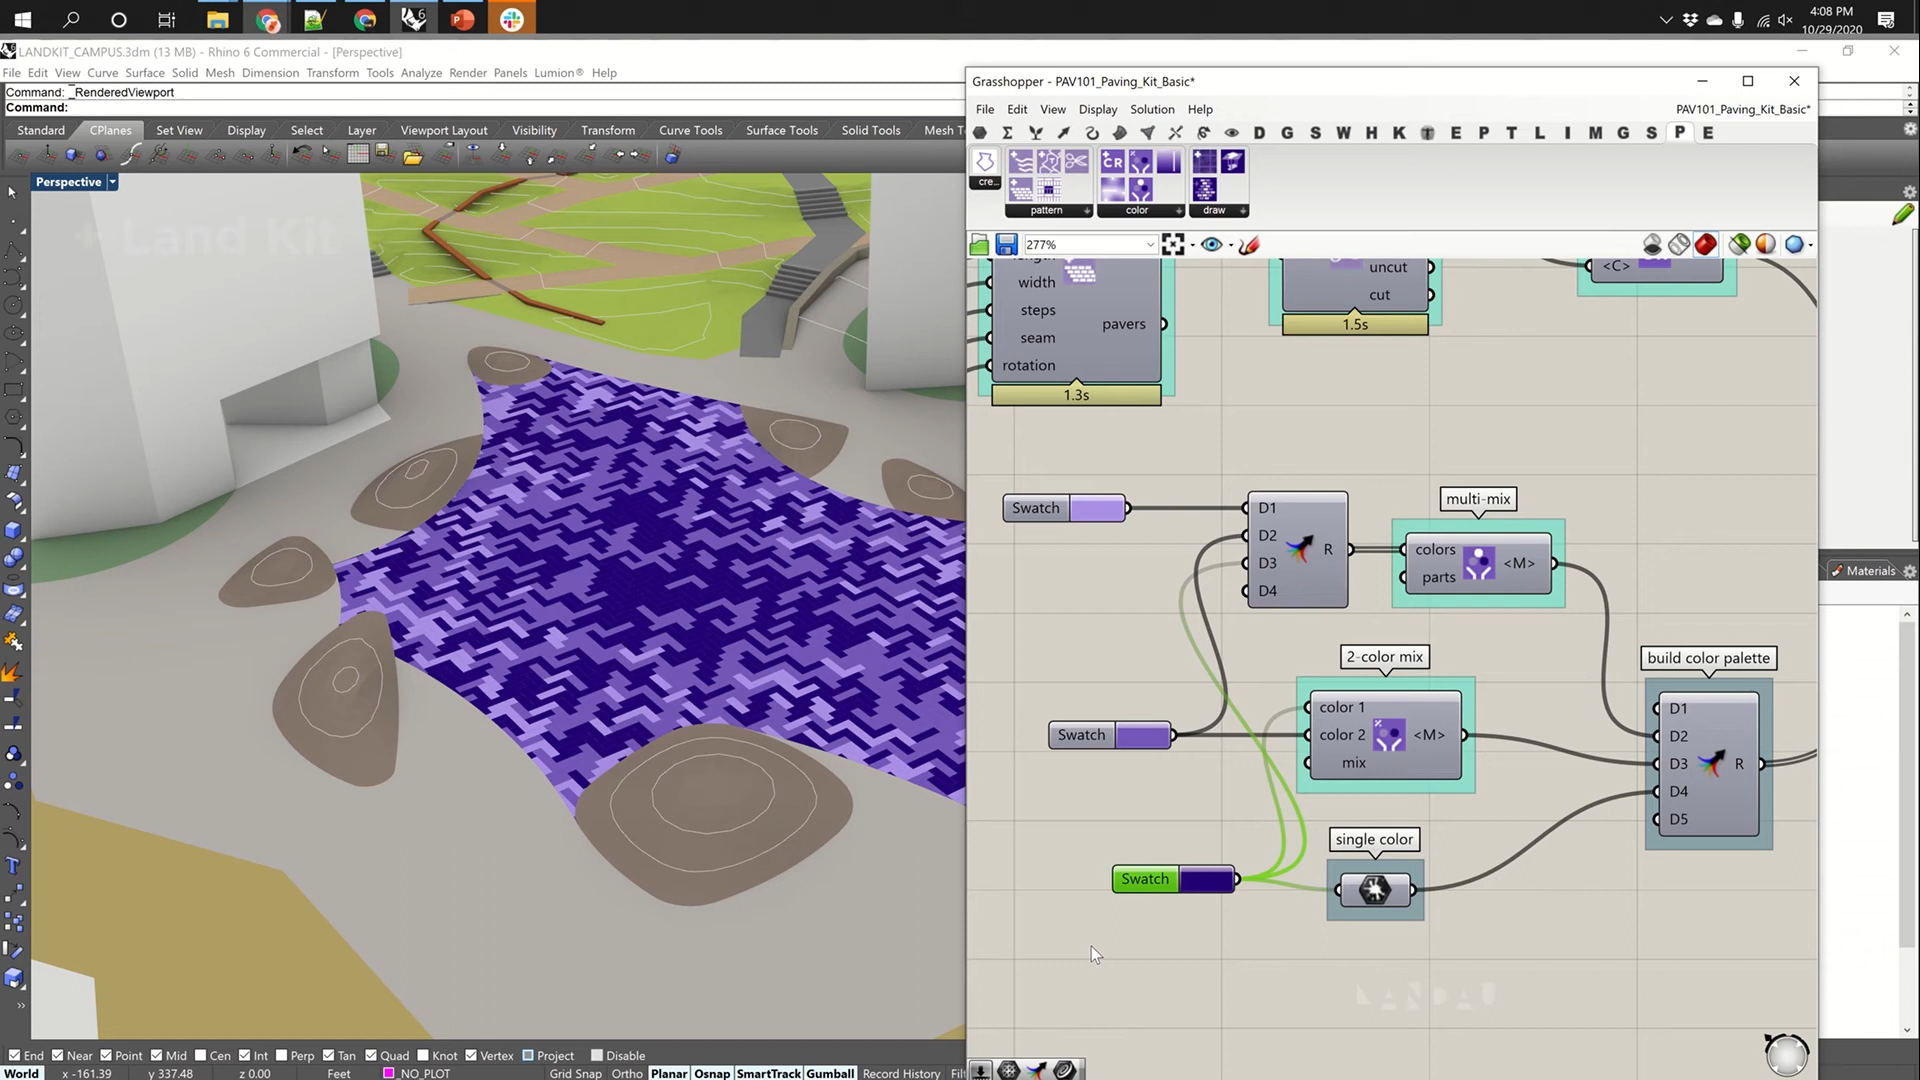 4:08 PM
10/29/2020
LANDKIT_CAMPUS.3dm (13 MB) - Rhino 6 Commercial - [Perspective]
File Edit View Curve Surface Solid Mesh Dimension Transform Tools Analyze Render Panels Lumion® Help
Command: _RenderedViewport
Command:
Standard CPlanes Set View Display Select Layer Viewport Layout Visibility Transform Curve Tools Surface Tools Solid Tools Mesh T
Perspective
Land Ki
Grasshopper - PAV101_Paving_Kit_Basic*
File Edit View Display Solution Help
PAV101_Paving_Kit_Basic*
D G S W H K E P T L I M G S P E
CR
cre...
pattern
color
draw
277%
width
steps
seam
rotation
pavers
1.3s
uncut
cut
1.5s
<C>
Swatch
D1
D2
D3
D4
R
multi-mix
colors
parts
<M>
2-color mix
color 1
color 2
mix
<M>
Swatch
build color palette
D1
D2
D3
D4
D5
R
single color
Swatch
LANDAU
Materials
End Near Point Mid Cen Int Perp Tan Quad Knot Vertex Project Disable
World x -161.39 y 337.48 z 0.00 Feet _NO_PLOT Grid Snap Ortho Planar Osnap SmartTrack Gumball Record History Filt